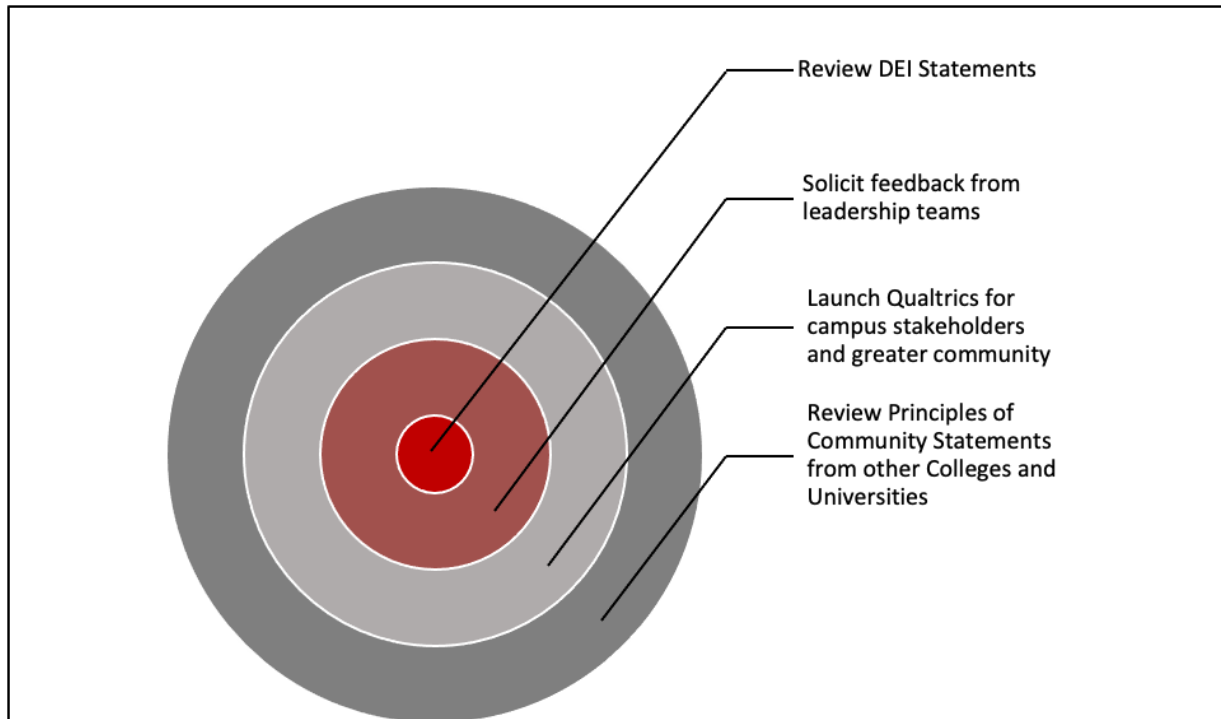 Review DEI Statements
Solicit feedback from
leadership teams
Launch Qualtrics for
campus stakeholders
and greater community
Review Principles of
Community Statements
from other Colleges and
Universities